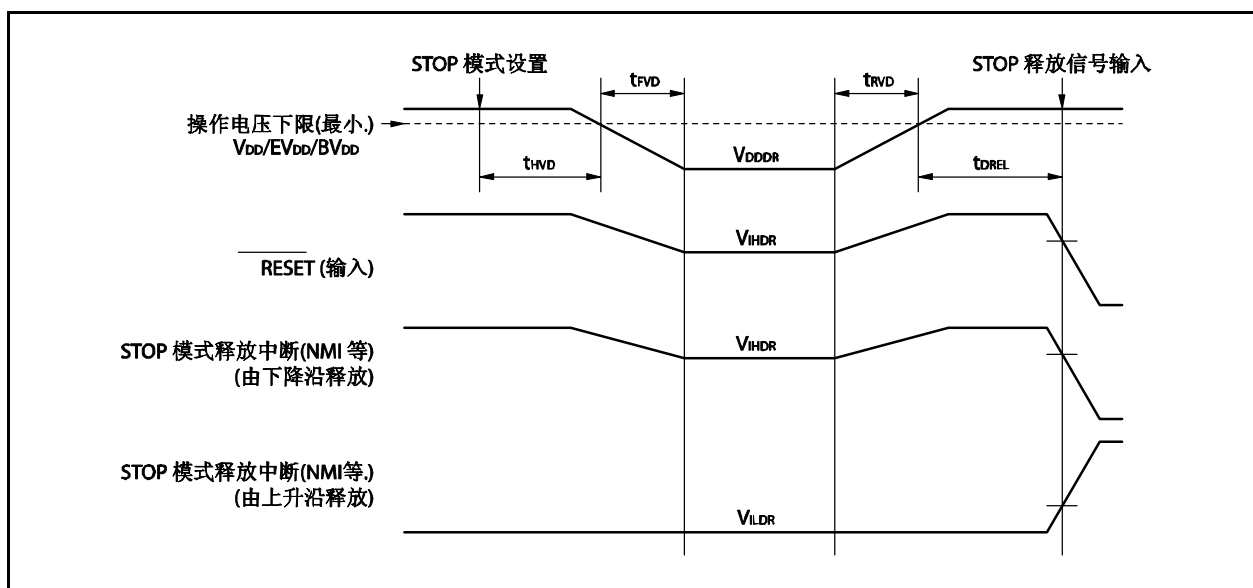 STOP 模式设置
STOP 释放信号输入
tFVD
tRVD
操作电压下限(最小.)
VDD/EVDD/BVDD
VDDDR
tHVD
tDREL
VIHDR
RESET (输入)
VIHDR
STOP 模式释放中断(NMI 等)
(由下降沿释放)
STOP 模式释放中断(NMI等.)
(由上升沿释放)
VILDR